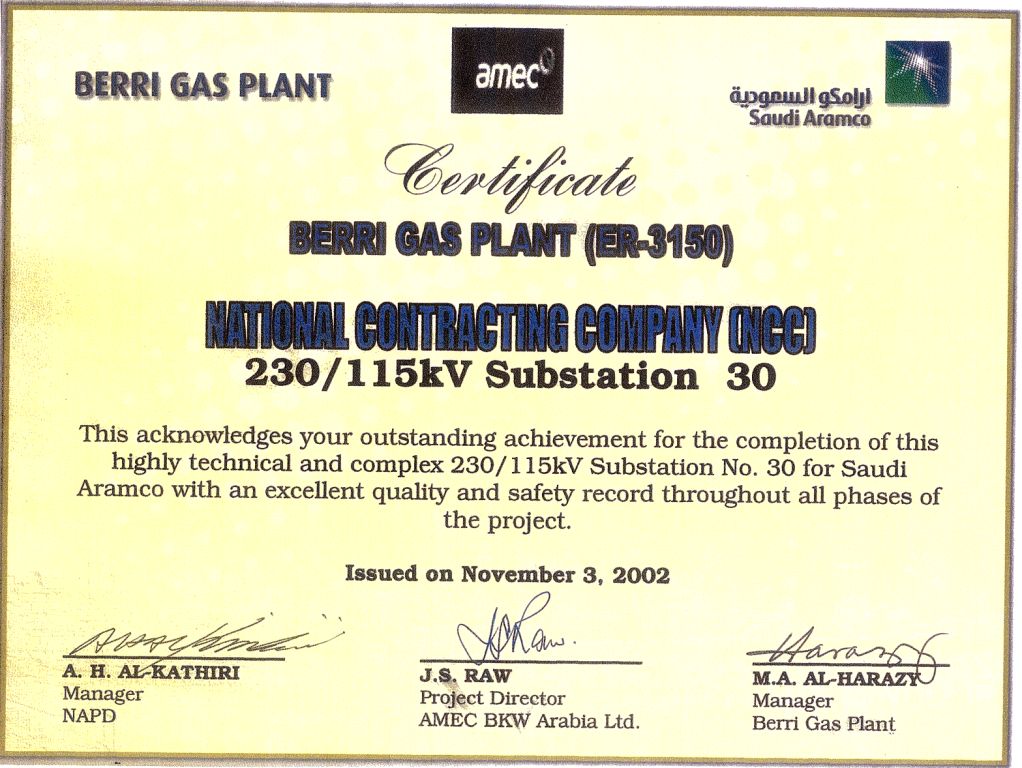 BERRI GAS PLANT
amec
ارامكو السعودية
Saudi Aramco
Certificate
BERRI GAS PLANT (ER-3150)
NATIONAL CONTRACTING COMPANY (NCC)
230/115kV Substation 30
This acknowledges your outstanding achievement for the completion of this
highly technical and complex 230/115kV Substation No. 30 for Saudi
Aramco with an excellent quality and safety record throughout all phases of
the project.
Issued on November 3, 2002
J.S. Raw.
Harazy
A. H. AL-KATHIRI
Manager
NAPD
J.S. RAW
Project Director
AMEC BKW Arabia Ltd.
M.A. AL-HARAZY
Manager
Berri Gas Plant